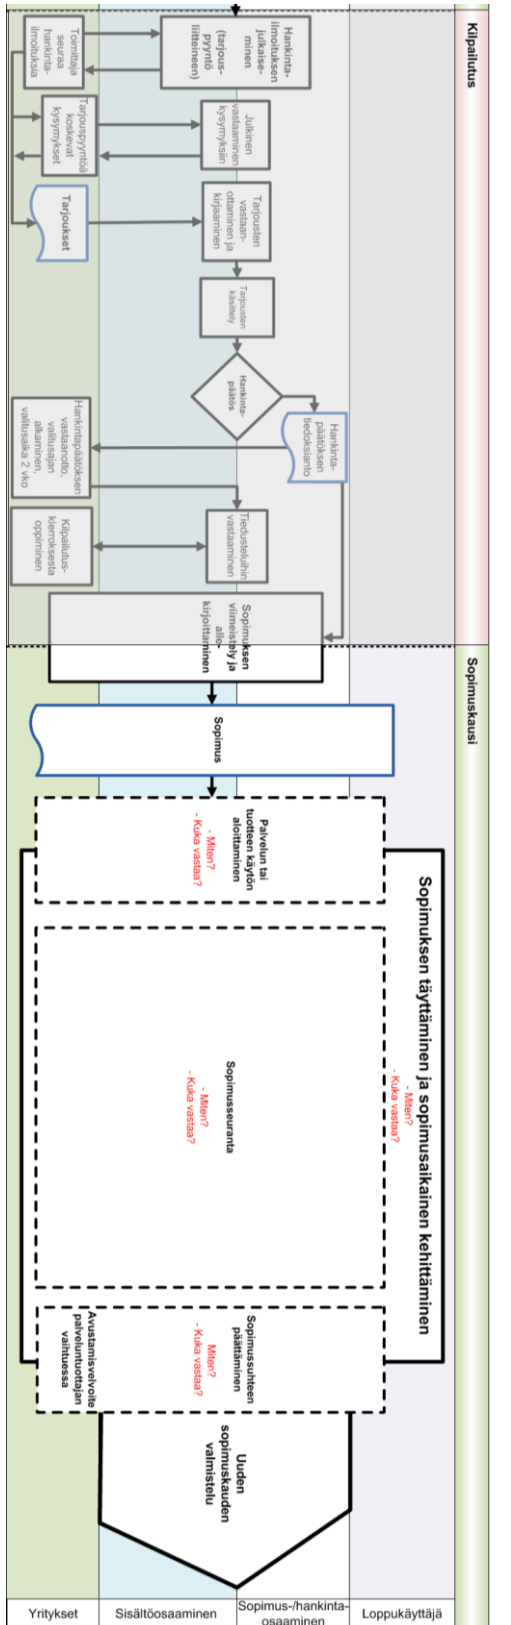 Kilpailutus
Hankinta-
ilmoituksen
julkaise-
minen
(tarjous-
pyyntö
liitteineen)
Toimittaja
seuraa
hankinta-
ilmoituksia
Julkinen
vastaaminen
kysymyksiin
Tarjouspyyntöä
koskevat
kysymykset
Tarjousten
vastaan-
ottaminen ja
kirjaaminen
Tarjoukset
Tarjousten
käsittely
Hankinta-
päätös
Hankinta-
päätöksen
tiedoksianto
Hankintapäätöksen
vastaanotto,
valitusajan
alkaminen,
valitusaika 2 vko
Tiedusteluihin
vastaaminen
Kilpailutus-
kierroksesta
oppiminen
Sopimuksen
viimeistely ja
alle-
kirjoittaminen
Sopimuskausi
Sopimus
Sopimuksen täyttäminen ja sopimusaikainen kehittäminen
- Miten?
- Kuka vastaa?
Palvelun tai
tuotteen käytön
aloittaminen
- Miten?
- Kuka vastaa?
Sopimusseuranta
- Miten?
- Kuka vastaa?
Sopimussuhteen
päättäminen
Miten?
- Kuka vastaa?
Avustamisvelvoite
palveluntuottajan
vaihtuessa
Uuden
sopimuskauden
valmistelu
Yritykset
Sisältöosaaminen
Sopimus-/hankinta-
osaaminen
Loppukäyttäjä